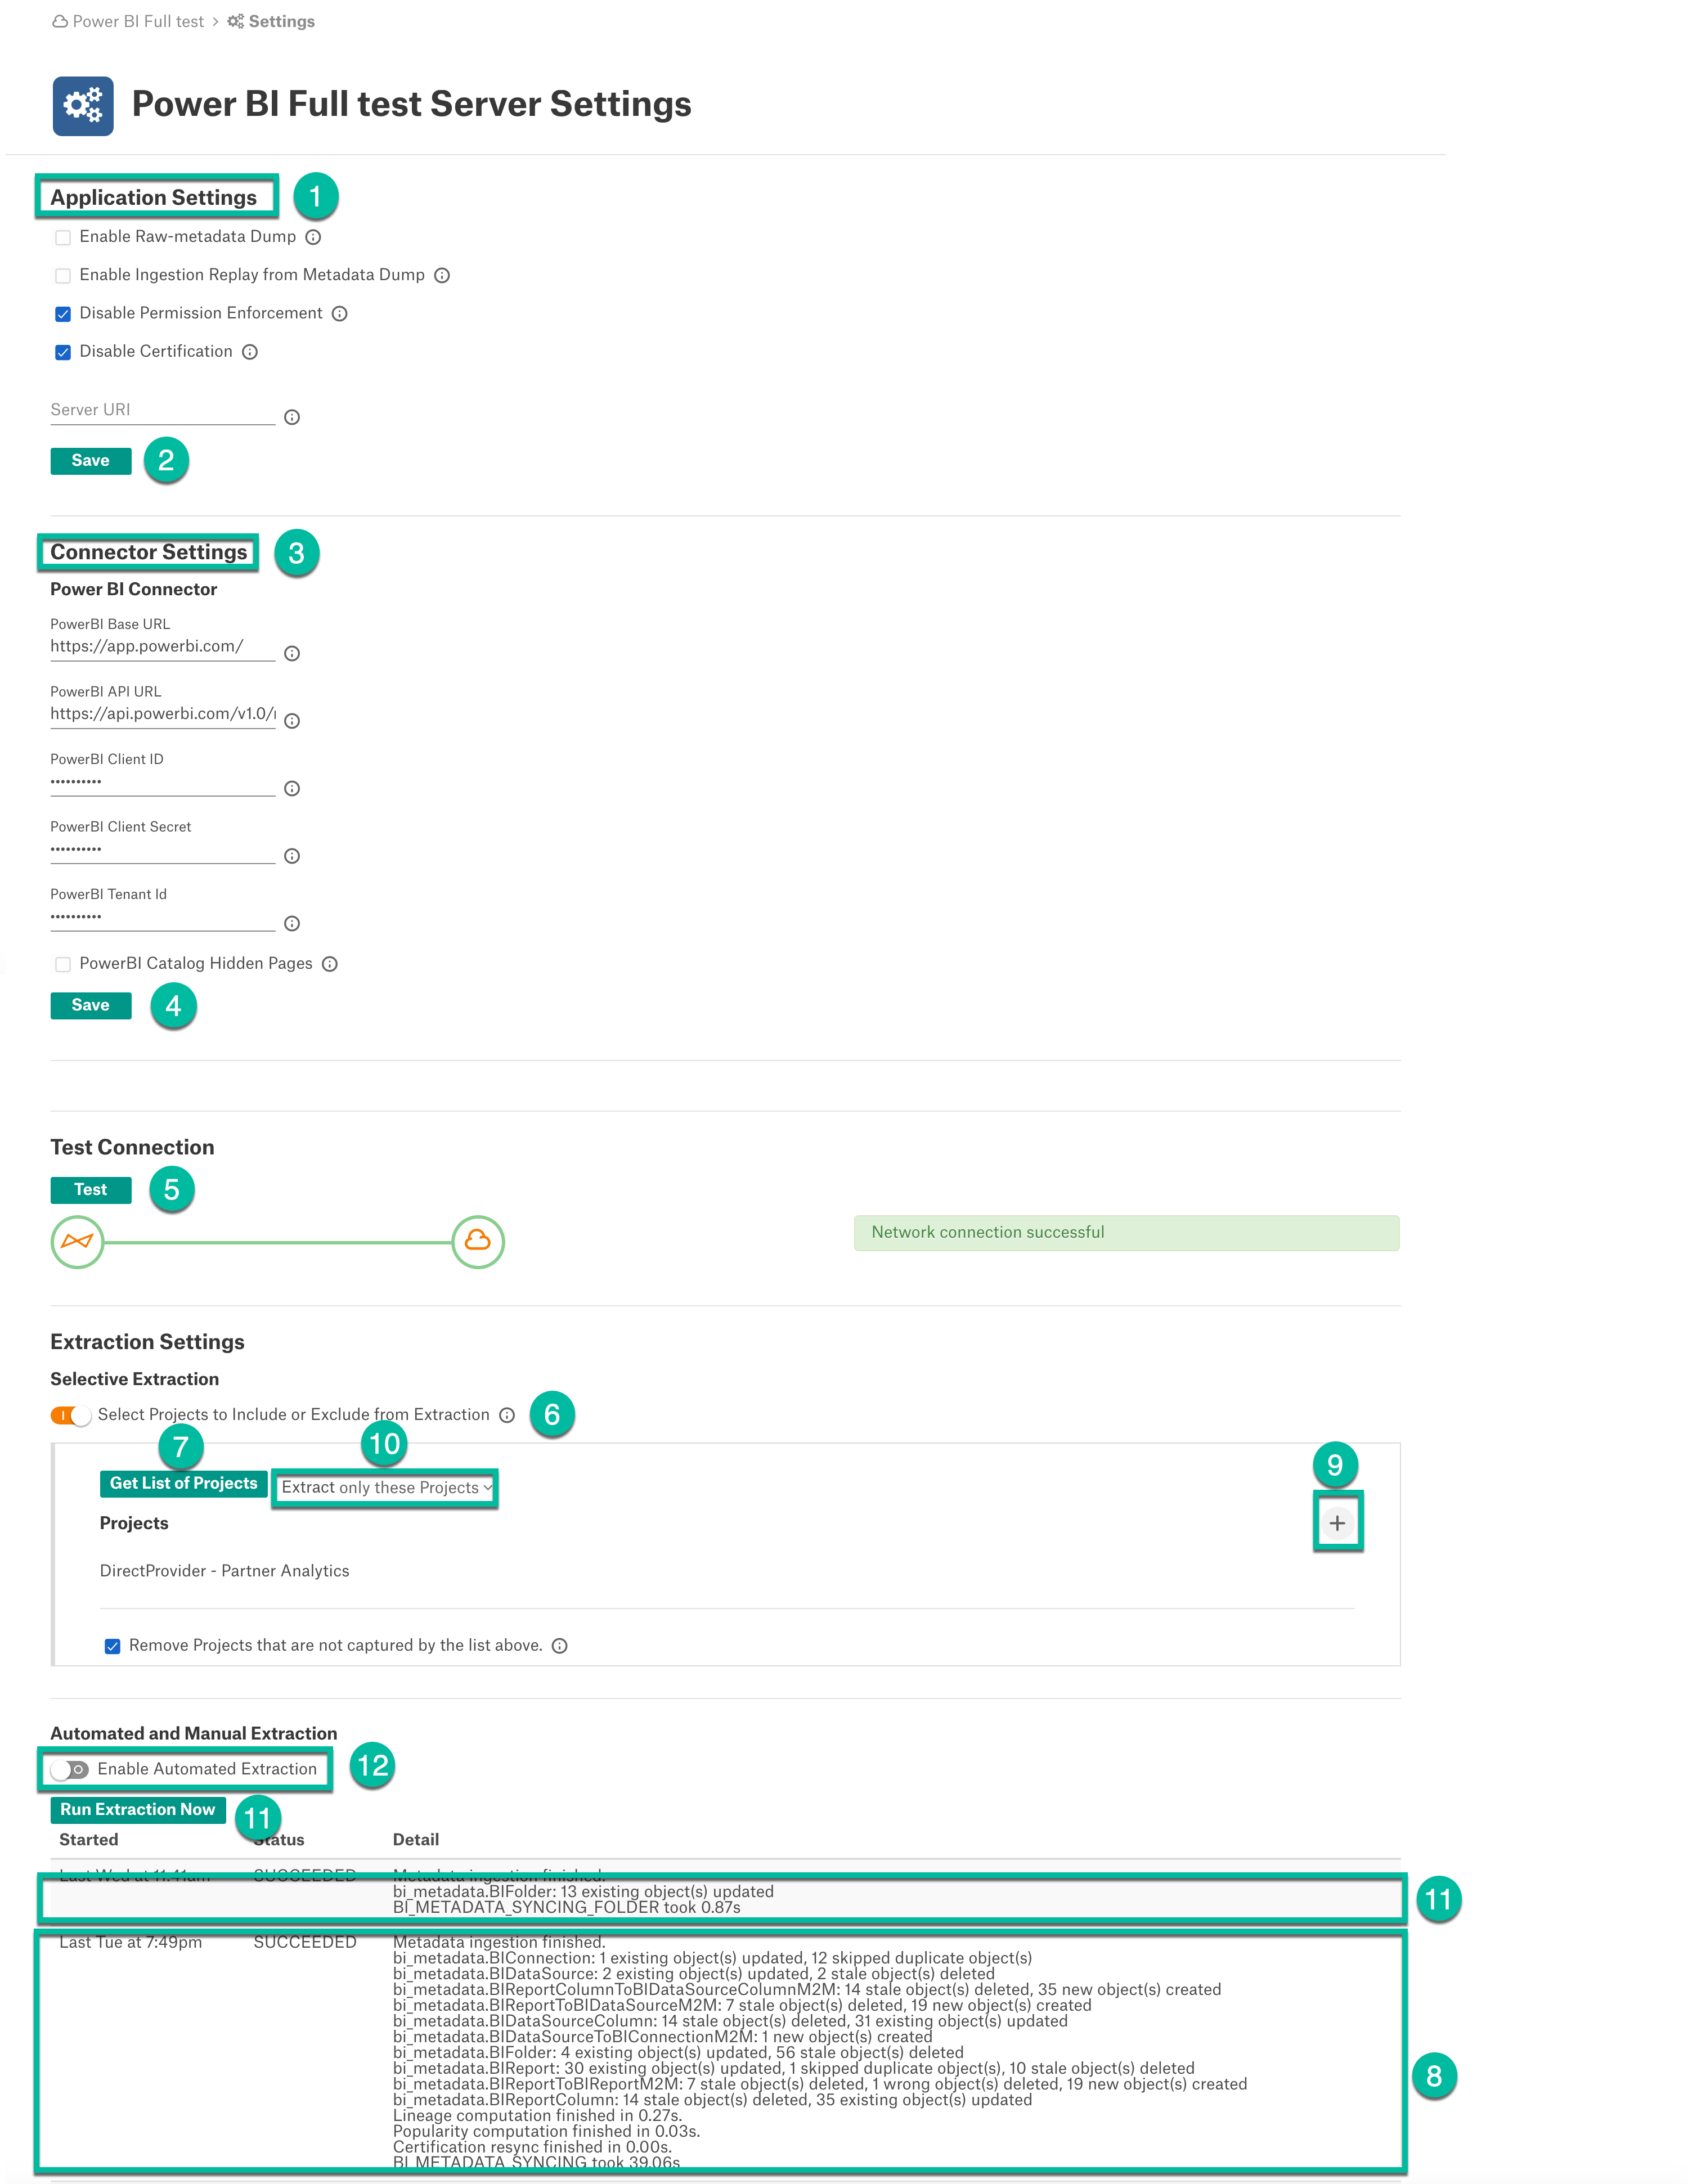 Power BI Full test > Settings
Power BI Full test Server Settings
Application Settings 1
Enable Raw-metadata Dump
Enable Ingestion Replay from Metadata Dump
Disable Permission Enforcement
Disable Certification
Server URI
Save 2
Connector Settings 3
Power BI Connector
PowerBI Base URL
https://app.powerbi.com/
PowerBI API URL
https://api.powerbi.com/v1.0/
PowerBI Client ID
••••••••••
PowerBI Client Secret
••••••••••
PowerBI Tenant Id
••••••••••
PowerBI Catalog Hidden Pages
Save 4
Test Connection
Test 5
Network connection successful
Extraction Settings
Selective Extraction
Select Projects to Include or Exclude from Extraction 6
7 10 9
Get List of Projects Extract only these Projects
Projects +
DirectProvider - Partner Analytics
Remove Projects that are not captured by the list above.
Automated and Manual Extraction
Enable Automated Extraction 12
Run Extraction Now 11
Started Status Detail
Last Wed at 11:41am SUCCEEDED Metadata ingestion finished.
bi_metadata.BIFolder: 13 existing object(s) updated
BI_METADATA_SYNCING_FOLDER took 0.87s 11
Last Tue at 7:49pm SUCCEEDED Metadata ingestion finished.
bi_metadata.BIConnection: 1 existing object(s) updated, 12 skipped duplicate object(s)
bi_metadata.BIDataSource: 2 existing object(s) updated, 2 stale object(s) deleted
bi_metadata.BIReportColumnToBIDataSourceColumnM2M: 14 stale object(s) deleted, 35 new object(s) created
bi_metadata.BIReportToBIDataSourceM2M: 7 stale object(s) deleted, 19 new object(s) created
bi_metadata.BIDataSourceColumn: 14 stale object(s) deleted, 31 existing object(s) updated
bi_metadata.BIDataSourceToBIConnectionM2M: 1 new object(s) created
bi_metadata.BIFolder: 4 existing object(s) updated, 56 stale object(s) deleted
bi_metadata.BIReport: 30 existing object(s) updated, 1 skipped duplicate object(s), 10 stale object(s) deleted 8
bi_metadata.BIReportToBIReportM2M: 7 stale object(s) deleted, 1 wrong object(s) deleted, 19 new object(s) created
bi_metadata.BIReportColumn: 14 stale object(s) deleted, 35 existing object(s) updated
Lineage computation finished in 0.27s.
Popularity computation finished in 0.03s.
Certification resync finished in 0.00s.
BI_METADATA_SYNCING took 39.06s